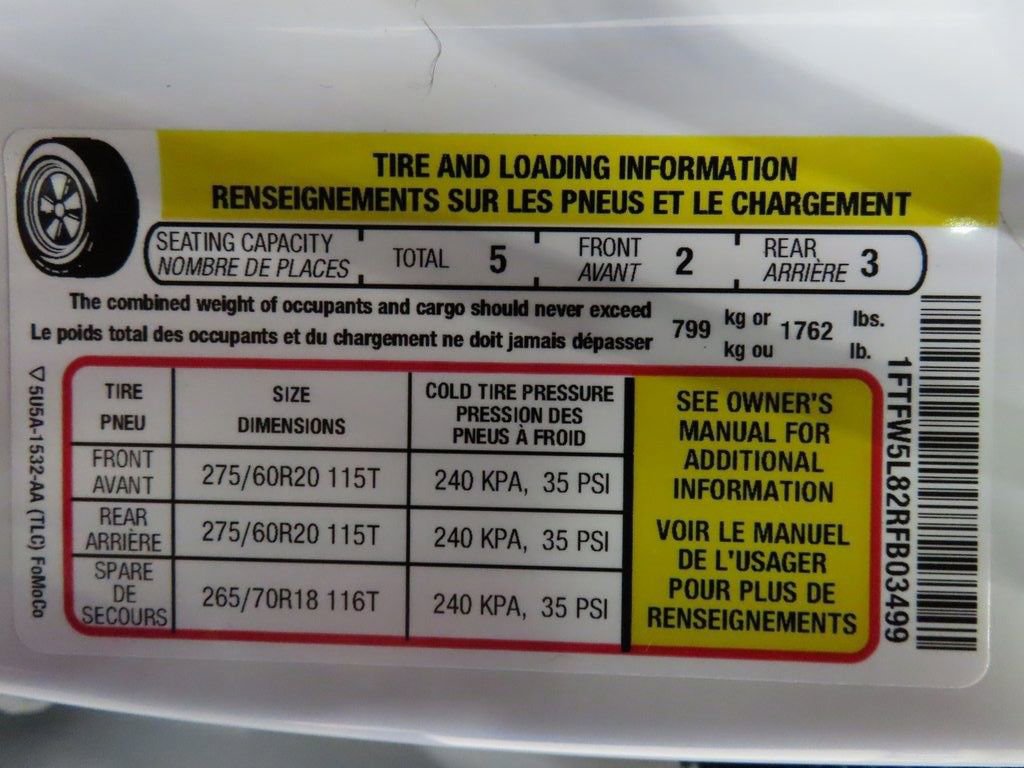 TIRE AND LOADING INFORMATION
RENSEIGNEMENTS SUR LES PNEUS ET LE CHARGEMENT
SEATING CAPACITY
NOMBRE DE PLACES
TOTAL 5
FRONT
AVANT
2
REAR
ARRIÈRE
3
The combined weight of occupants and cargo should never exceed
Le poids total des occupants et du chargement ne doit jamais dépasser
799
kg or
kg ou
1762
lbs.
lb.
TIRE
PNEU
SIZE
DIMENSIONS
COLD TIRE PRESSURE
PRESSION DES
PNEUS À FROID
FRONT
AVANT
275/60R20 115T
240 KPA, 35 PSI
REAR
ARRIÈRE
275/60R20 115T
240 KPA, 35 PSI
SPARE
DE
SECOURS
265/70R18 116T
240 KPA, 35 PSI
SEE OWNER'S
MANUAL FOR
ADDITIONAL
INFORMATION
VOIR LE MANUEL
DE L'USAGER
POUR PLUS DE
RENSEIGNEMENTS
▽ 5U5A-1532-AA (TLC) FoMoCo
1FTFW5L82RFB03499